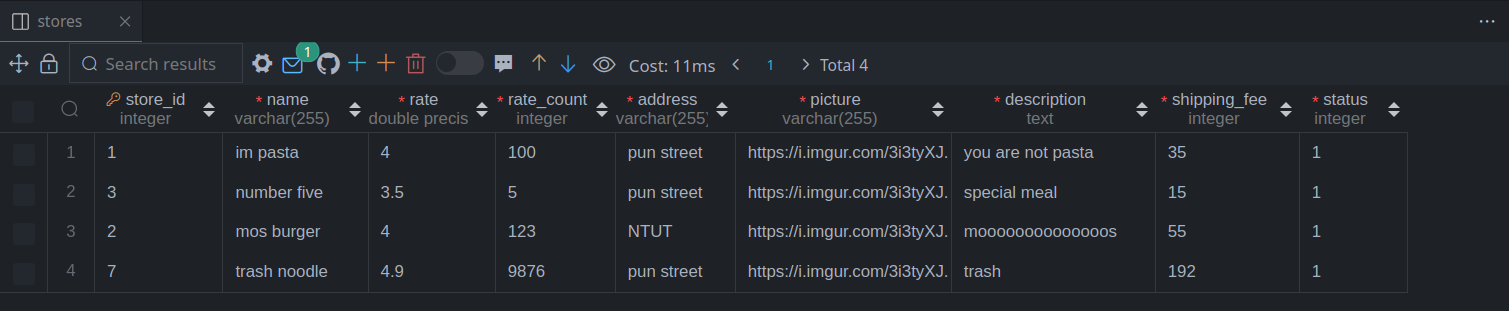 stores
1
Search results
Cost: 11ms
1
Total 4
store_id * name * rate * rate_count * address * picture * description * shipping_fee * status
integer varchar(255) double precis integer varchar(255) varchar(255) text integer integer
1 1 im pasta 4 100 pun street https://i.imgur.com/3i3tyXJ. you are not pasta 35 1
2 3 number five 3.5 5 pun street https://i.imgur.com/3i3tyXJ. special meal 15 1
3 2 mos burger 4 123 NTUT https://i.imgur.com/3i3tyXJ. moooooooooooooos 55 1
4 7 trash noodle 4.9 9876 pun street https://i.imgur.com/3i3tyXJ. trash 192 1